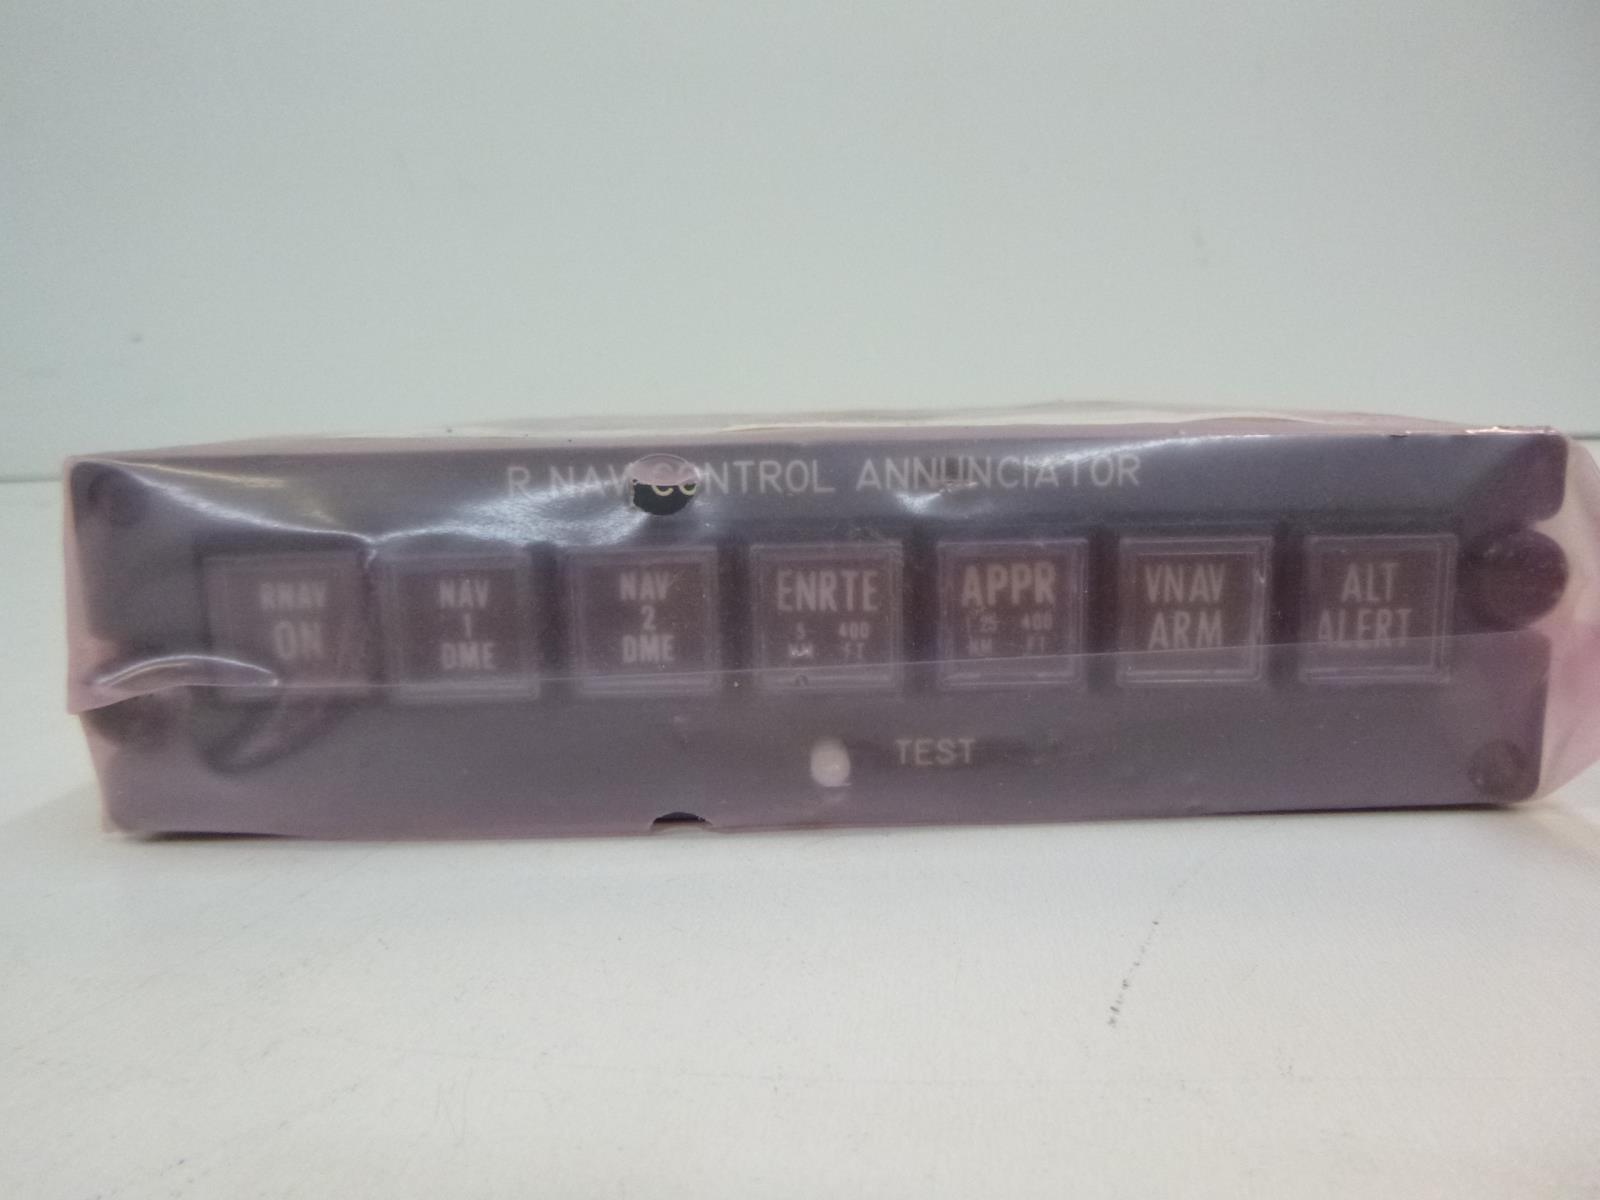 R NAV CONTROL ANNUNCIATOR
RNAV
ON
NAV
1
DME
NAV
2
DME
ENRTE
5 400
NM FT
APPR
.25 400
NM FT
VNAV
ARM
ALT
ALERT
TEST